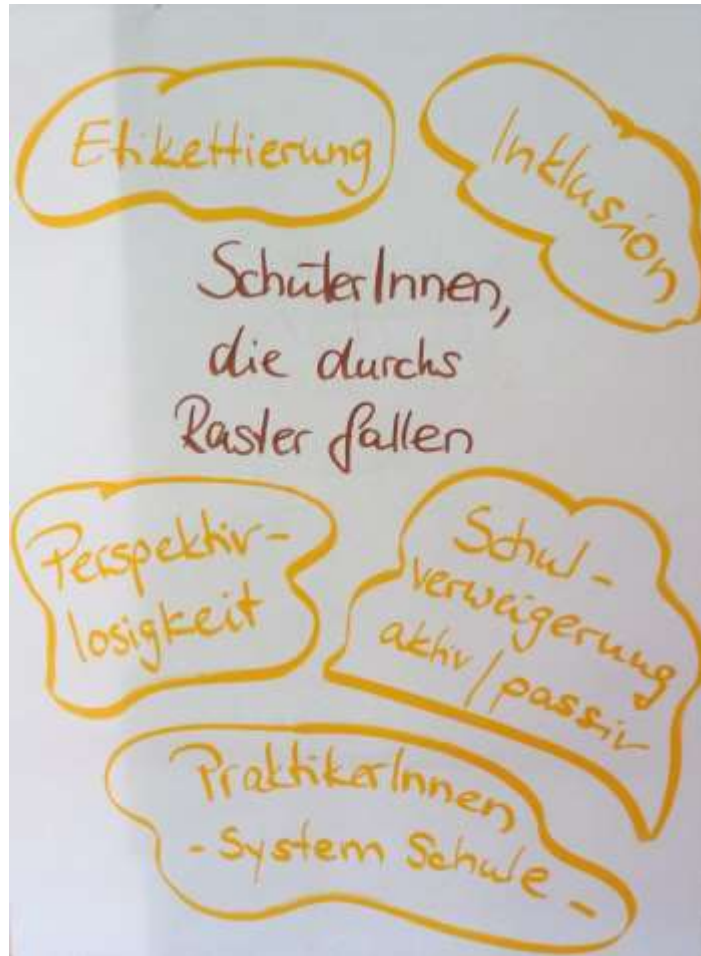 Etikettierung
Inklusion
SchülerInnen,
die durchs
Raster fallen
Perspektiv-
losigkeit
Schul-
verweigerung
aktiv/passiv
PraktikerInnen
- System Schule -